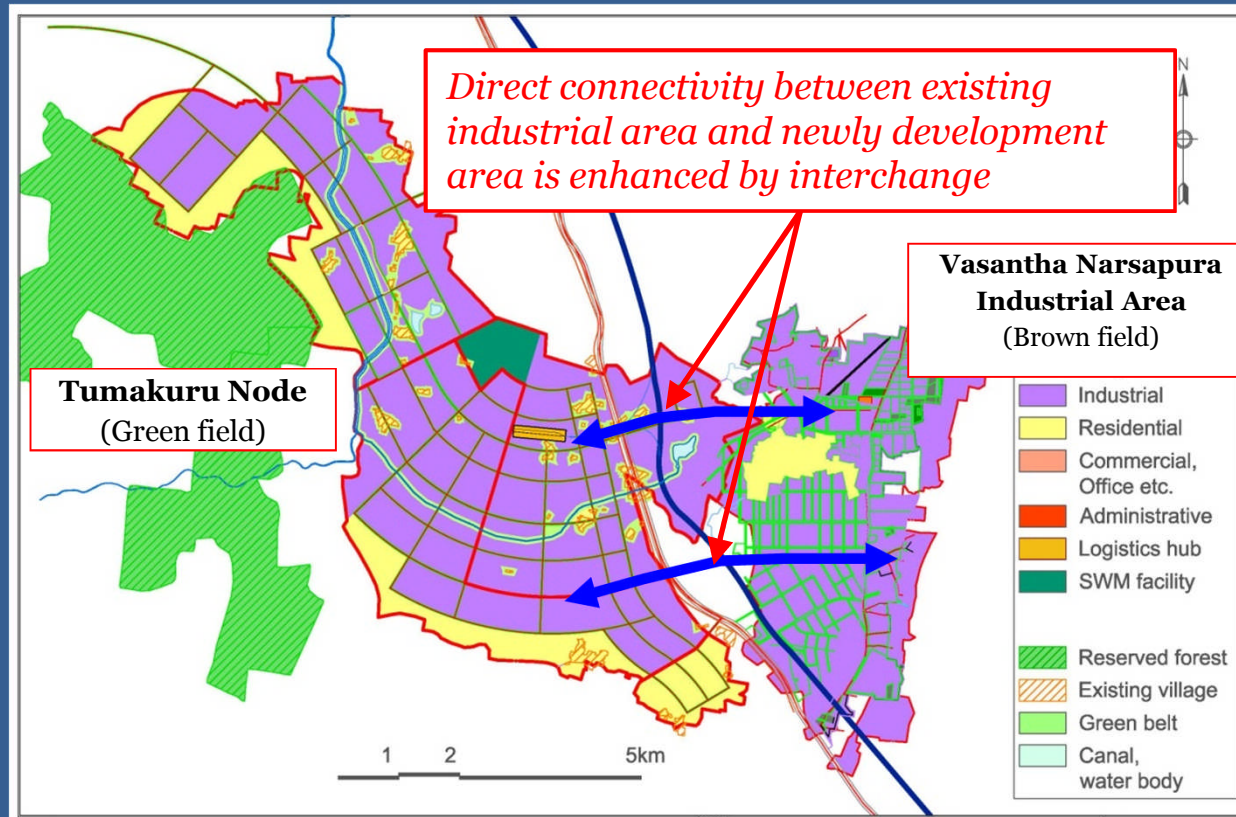 Direct connectivity between existing
industrial area and newly development
area is enhanced by interchange
N
Vasantha Narsapura
Industrial Area
(Brown field)
Tumakuru Node
(Green field)
Industrial
Residential
Commercial,
Office etc.
Administrative
Logistics hub
SWM facility
Reserved forest
Existing village
Green belt
Canal,
water body
1 2 5km